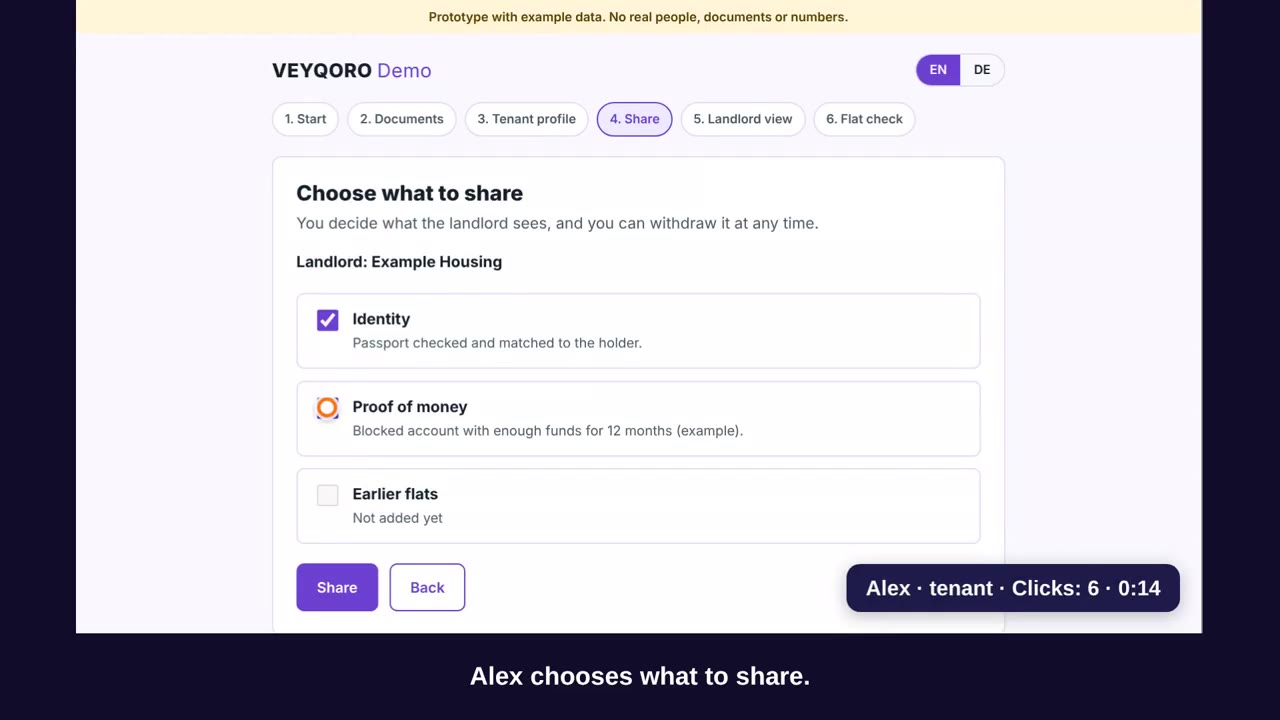 Prototype with example data. No real people, documents or numbers.
VEYQORO Demo
EN DE
1. Start 2. Documents 3. Tenant profile 4. Share 5. Landlord view 6. Flat check
Choose what to share
You decide what the landlord sees, and you can withdraw it at any time.
Landlord: Example Housing
Identity
Passport checked and matched to the holder.
Proof of money
Blocked account with enough funds for 12 months (example).
Earlier flats
Not added yet
Share Back
Alex · tenant · Clicks: 6 · 0:14
Alex chooses what to share.